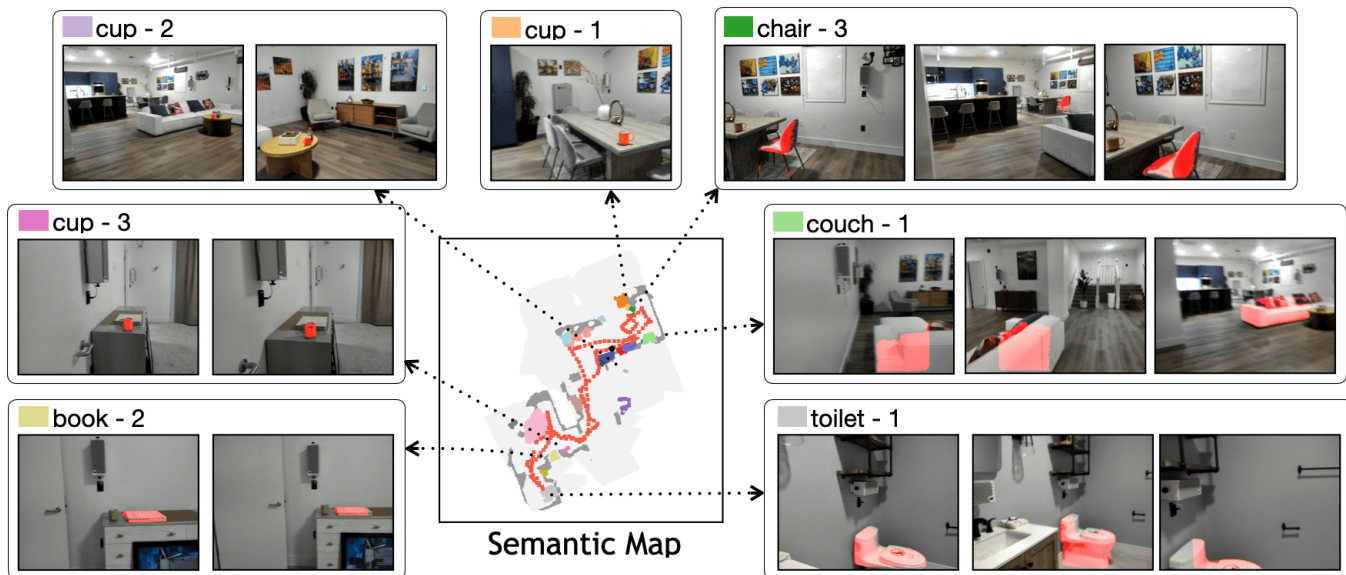 cup - 2
cup - 1
chair - 3
cup - 3
couch - 1
book - 2
toilet - 1
Semantic Map